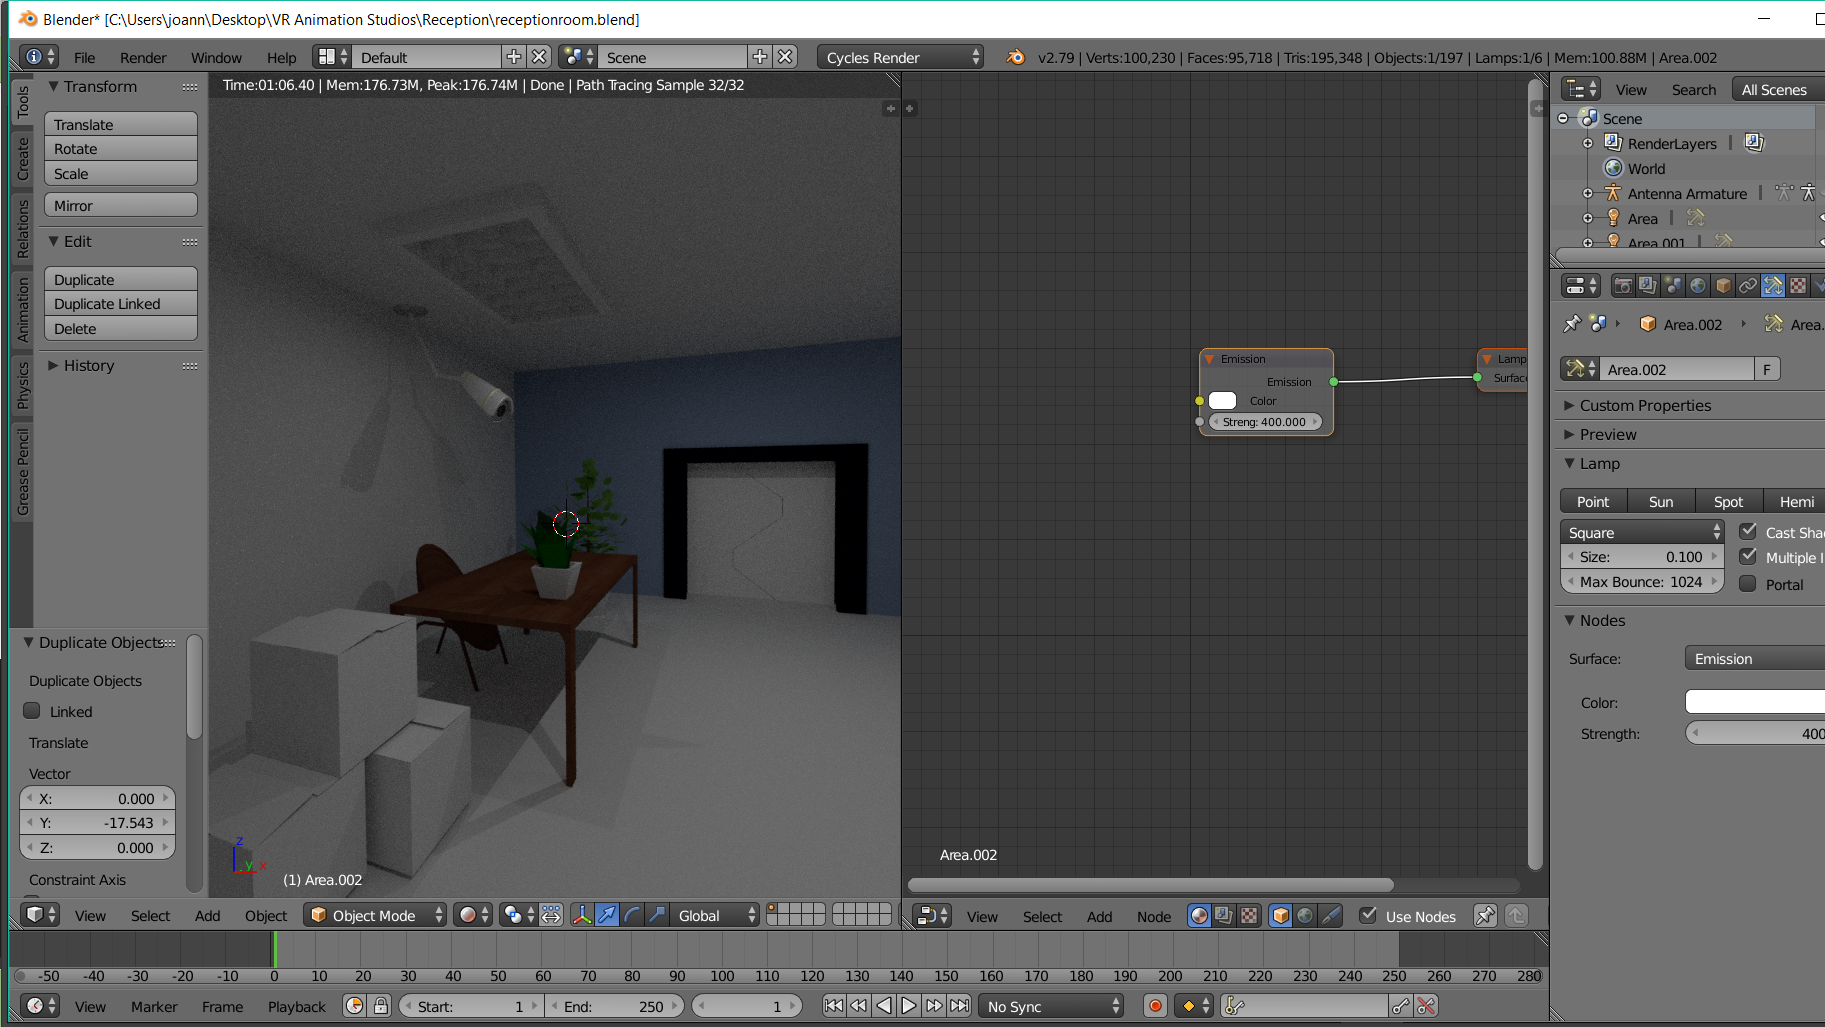 Blender* [C:\Users\joann\Desktop\VR Animation Studios\Reception\receptionroom.blend]
File Render Window Help Default Scene Cycles Render v2.79 | Verts:100,230 | Faces:95,718 | Tris:195,348 | Objects:1/197 | Lamps:1/6 | Mem:100.88M | Area.002
Tools
Create
Relations
Animation
Physics
Grease Pencil
Transform
Translate
Rotate
Scale
Mirror
Edit
Duplicate
Duplicate Linked
Delete
History
Duplicate Objects
Duplicate Objects
Linked
Translate
Vector
X: 0.000
Y: -17.543
Z: 0.000
Constraint Axis
Time:01:06.40 | Mem:176.73M, Peak:176.74M | Done | Path Tracing Sample 32/32
z
y x
(1) Area.002
View Select Add Object Object Mode Global
Emission
Emission
Color
Streng: 400.000
Lamp
Surface
Area.002
View Select Add Node Use Nodes
View Search All Scenes
Scene
RenderLayers
World
Antenna Armature
Area
Area.001
Area.002 Area.
Area.002 F
Custom Properties
Preview
Lamp
Point Sun Spot Hemi
Square Cast Sha
Size: 0.100 Multiple I
Max Bounce: 1024 Portal
Nodes
Surface: Emission
Color:
Strength: 400
-50 -40 -30 -20 -10 0 10 20 30 40 50 60 70 80 90 100 110 120 130 140 150 160 170 180 190 200 210 220 230 240 250 260 270 280
View Marker Frame Playback Start: 1 End: 250 1 No Sync